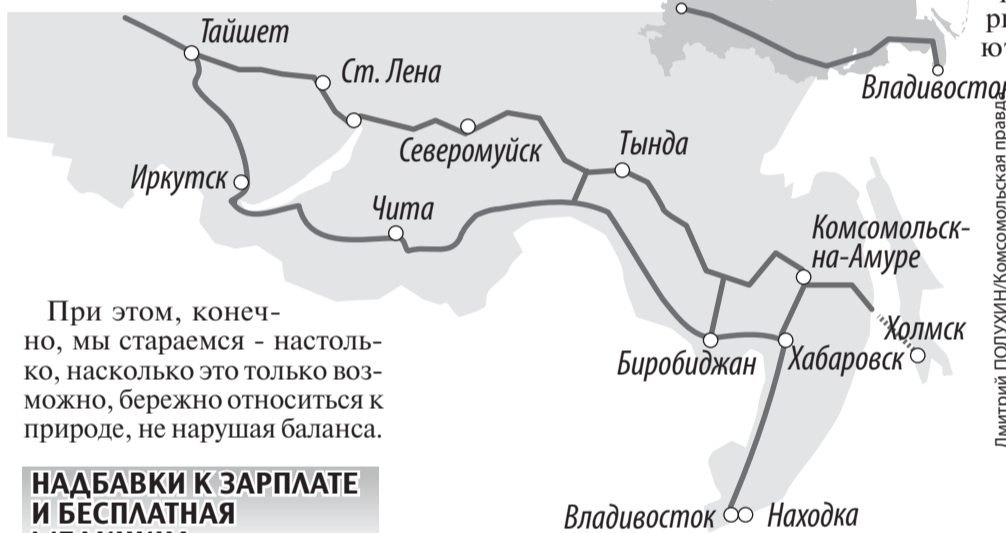 Тайшет
Ст. Лена
Владивосток
Северомуйск
Тында
Иркутск
Чита
Комсомольск-
на-Амуре
Холмск
Биробиджан
Хабаровск
Владивосток
Находка
При этом, конеч-
но, мы стараемся - настоль-
ко, насколько это только воз-
можно, бережно относиться к
природе, не нарушая баланса.
НАДБАВКИ К ЗАРПЛАТЕ
И БЕСПЛАТНАЯ
Дмитрий ПОЛУХИН/Комсомольская правда